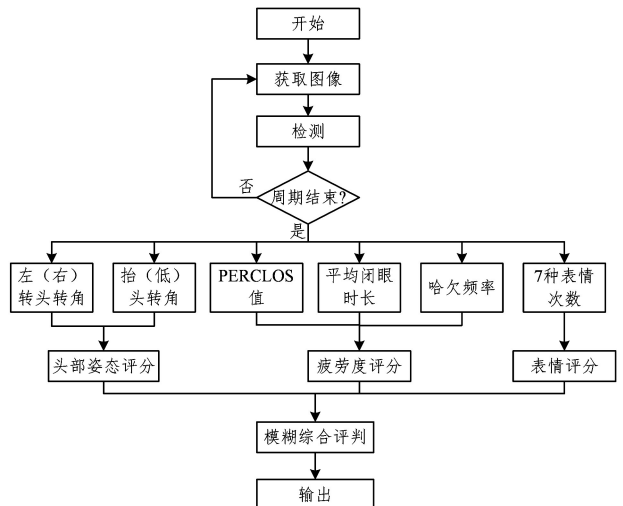 开始
获取图像
检测
否
周期结束?
是
左（右）
转头转角
抬（低）
头转角
PERCLOS
值
平均闭眼
时长
哈欠频率
7种表情
次数
头部姿态评分
疲劳度评分
表情评分
模糊综合评判
输出